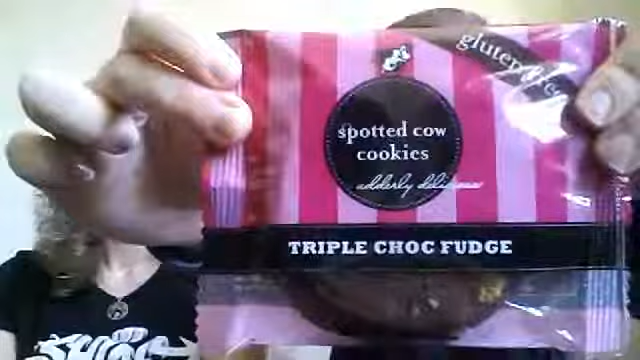 gluten free
spotted cow
cookies
udderly delicious
TRIPLE CHOC FUDGE